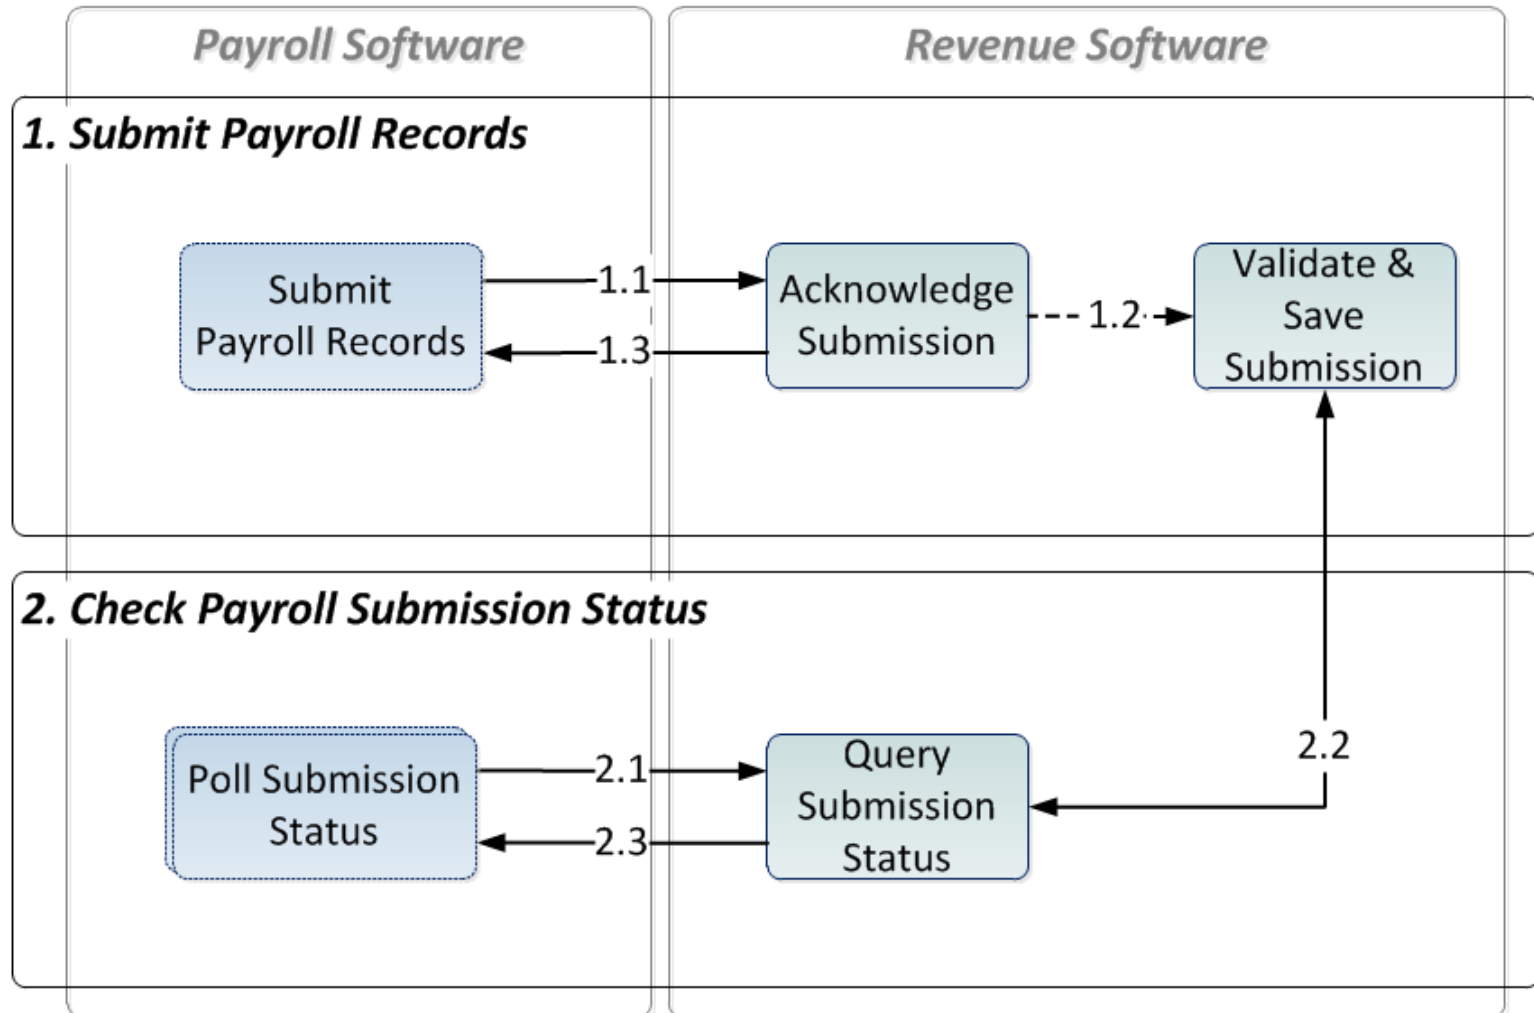 Payroll Software
Revenue Software
1. Submit Payroll Records
Submit
Payroll Records
1.1
1.3
Acknowledge
Submission
1.2
Validate &
Save
Submission
2. Check Payroll Submission Status
Poll Submission
Status
2.1
2.3
Query
Submission
Status
2.2